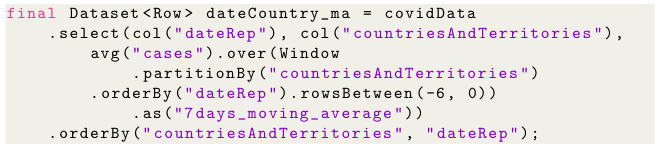 final Dataset<Row> dateCountry_ma = covidData
    .select(col("dateRep"), col("countriesAndTerritories"),
        avg("cases").over(Window
            .partitionBy("countriesAndTerritories")
        .orderBy("dateRep").rowsBetween(-6, 0))
            .as("7days_moving_average"))
    .orderBy("countriesAndTerritories", "dateRep");